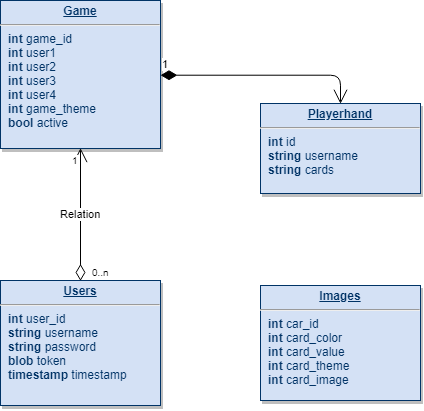 Game
int game_id
int user1
int user2
int user3
int user4
int game_theme
bool active
1
Playerhand
int id
string username
string cards
1
Relation
0..n
Users
int user_id
string username
string password
blob token
timestamp timestamp
Images
int car_id
int card_color
int card_value
int card_theme
int card_image